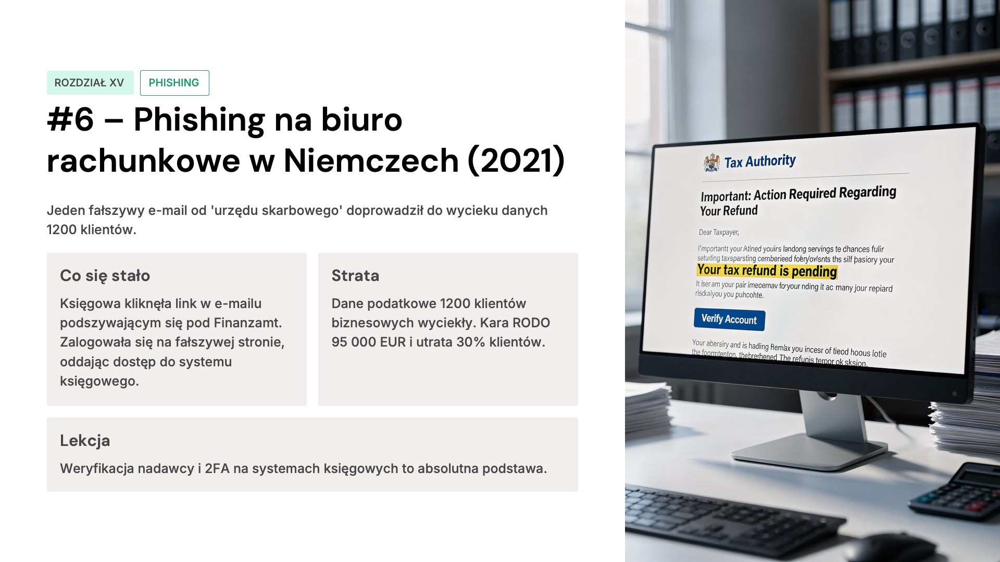 ROZDZIAŁ XV
PHISHING
#6 – Phishing na biuro
rachunkowe w Niemczech (2021)
Jeden fałszywy e-mail od 'urzędu skarbowego' doprowadził do wycieku danych
1200 klientów.
Co się stało
Księgowa kliknęła link w e-mailu
podszywającym się pod Finanzamt.
Zalogowała się na fałszywej stronie,
oddając dostęp do systemu
księgowego.
Strata
Dane podatkowe 1200 klientów
biznesowych wyciekły. Kara RODO
95 000 EUR i utrata 30% klientów.
Lekcja
Weryfikacja nadawcy i 2FA na systemach księgowych to absolutna podstawa.
Tax Authority
Important: Action Required Regarding
Your Refund
Dear Taxpayer,
Your tax refund is pending
Verify Account